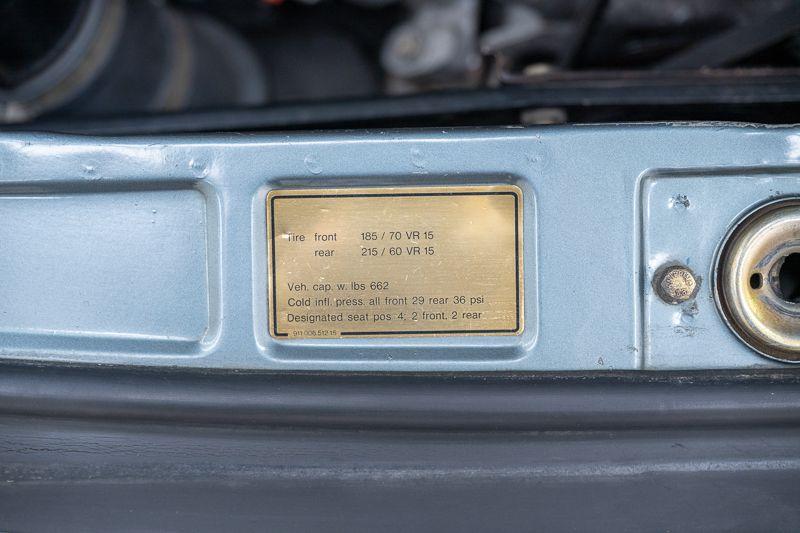 Tire front 185 / 70 VR 15
rear 215 / 60 VR 15
Veh. cap. w. lbs 662
Cold infl. press. all front 29 rear 36 psi
Designated seat pos 4; 2 front, 2 rear
911.006.512.15